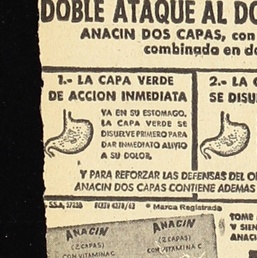 DOBLE ATAQUE AL DO
ANACIN DOS CAPAS, con
combinada en do
1.- LA CAPA VERDE
DE ACCION INMEDIATA
VA EN SU ESTOMAGO.
LA CAPA VERDE SE
DISUELVE PRIMERO PARA
DAR INMEDIATO ALIVIO
A SU DOLOR.
2.- LA C
SE DISU
Y PARA REFORZAR LAS DEFENSAS DEL O
ANACIN DOS CAPAS CONTIENE ADEMAS
S.S.A. 57238
* Marca Registrada
ANACIN
(2 CAPAS)
CON VITAMINA C
ANACIN
(2 CAPAS)
CON VITAMINA C
TOME
Y SIEN
ANACI